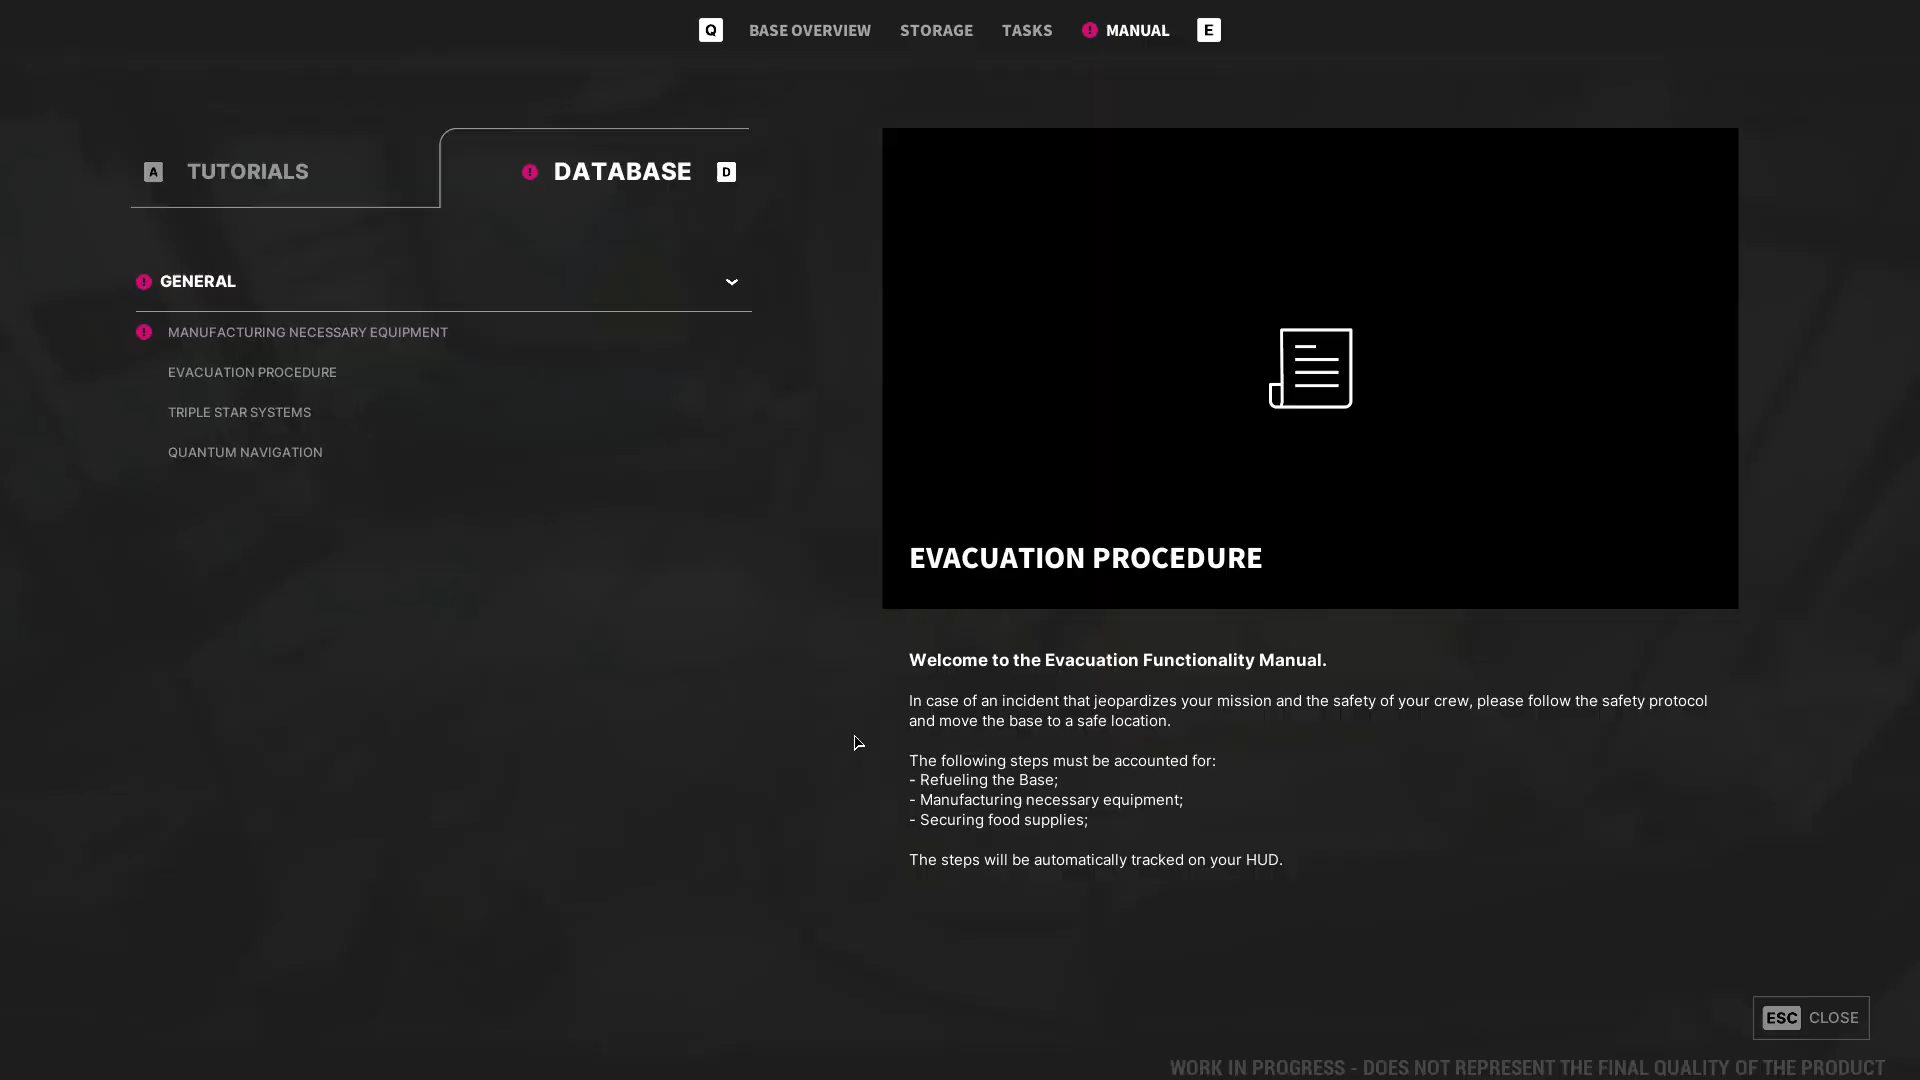 Q BASE OVERVIEW STORAGE TASKS ! MANUAL E
A TUTORIALS ! DATABASE D
! GENERAL
! MANUFACTURING NECESSARY EQUIPMENT
EVACUATION PROCEDURE
TRIPLE STAR SYSTEMS
QUANTUM NAVIGATION
EVACUATION PROCEDURE
Welcome to the Evacuation Functionality Manual.
In case of an incident that jeopardizes your mission and the safety of your crew, please follow the safety protocol
and move the base to a safe location.
The following steps must be accounted for:
- Refueling the Base;
- Manufacturing necessary equipment;
- Securing food supplies;
The steps will be automatically tracked on your HUD.
ESC CLOSE
WORK IN PROGRESS - DOES NOT REPRESENT THE FINAL QUALITY OF THE PRODUCT